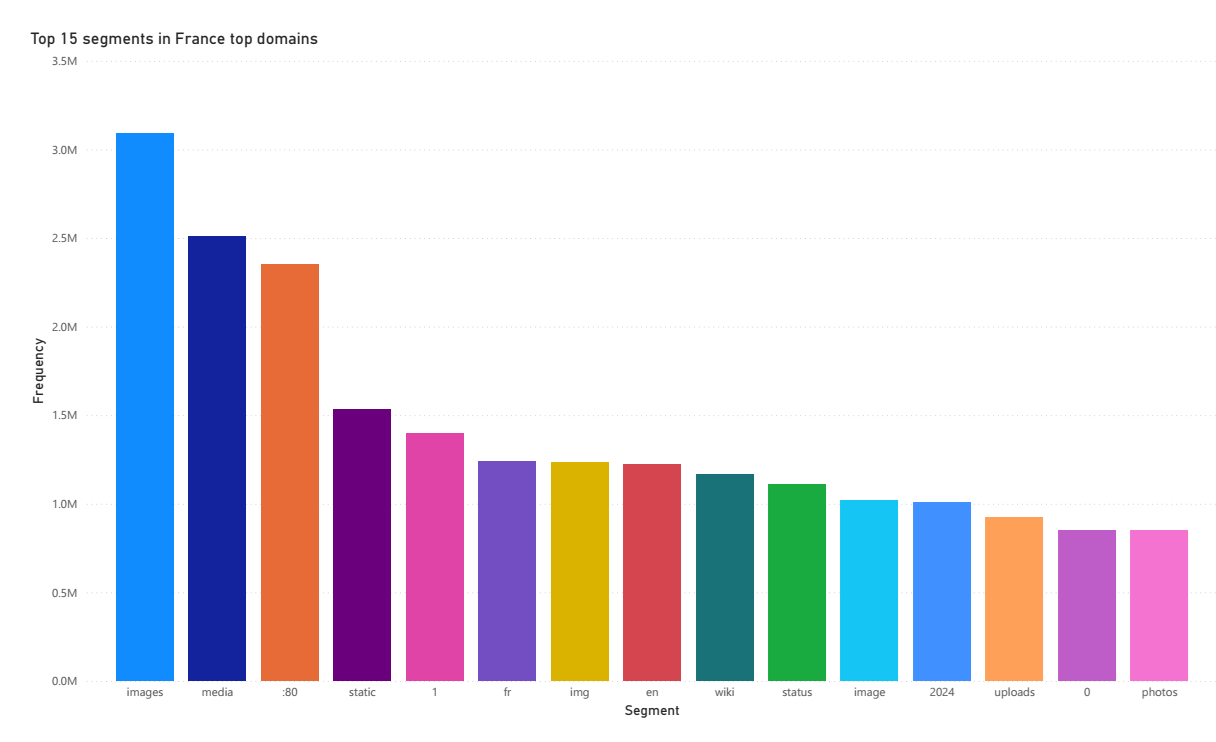 Top 15 segments in France top domains
3.5M
3.0M
2.5M
2.0M
1.5M
1.0M
0.5M
0.0M
Frequency
images media :80 static 1 fr img en wiki status image 2024 uploads 0 photos
Segment